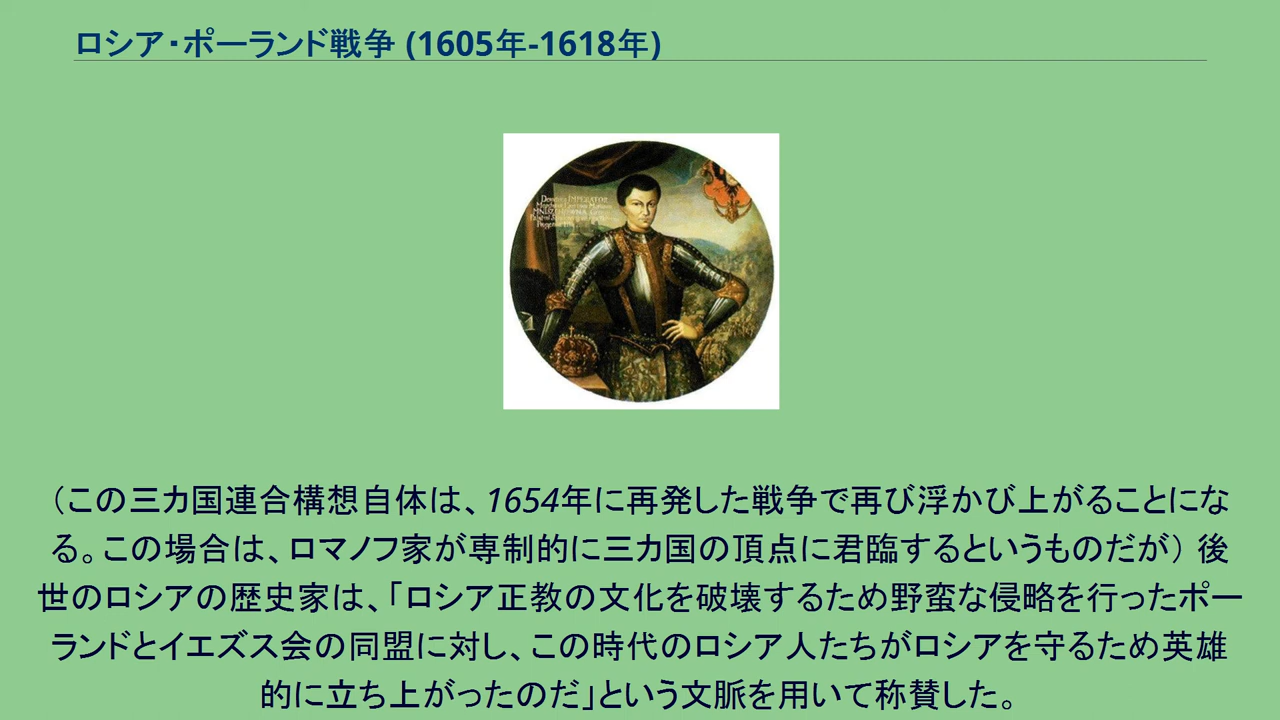 ロシア・ポーランド戦争 (1605年-1618年)
IMPERATOR
(この三カ国連合構想自体は、1654年に再発した戦争で再び浮かび上がることにな
る。この場合は、ロマノフ家が専制的に三カ国の頂点に君臨するというものだが) 後
世のロシアの歴史家は、「ロシア正教の文化を破壊するため野蛮な侵略を行ったポー
ランドとイエズス会の同盟に対し、この時代のロシア人たちがロシアを守るため英雄
的に立ち上がったのだ」という文脈を用いて称賛した。